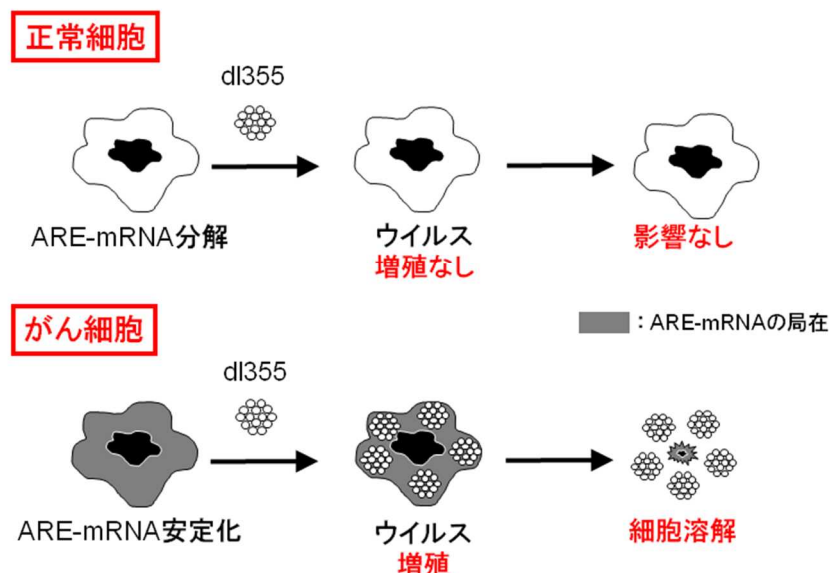 正常細胞
dl355
ARE-mRNA分解
ウイルス
増殖なし
影響なし
がん細胞
：ARE-mRNAの局在
dl355
ARE-mRNA安定化
ウイルス
増殖
細胞溶解